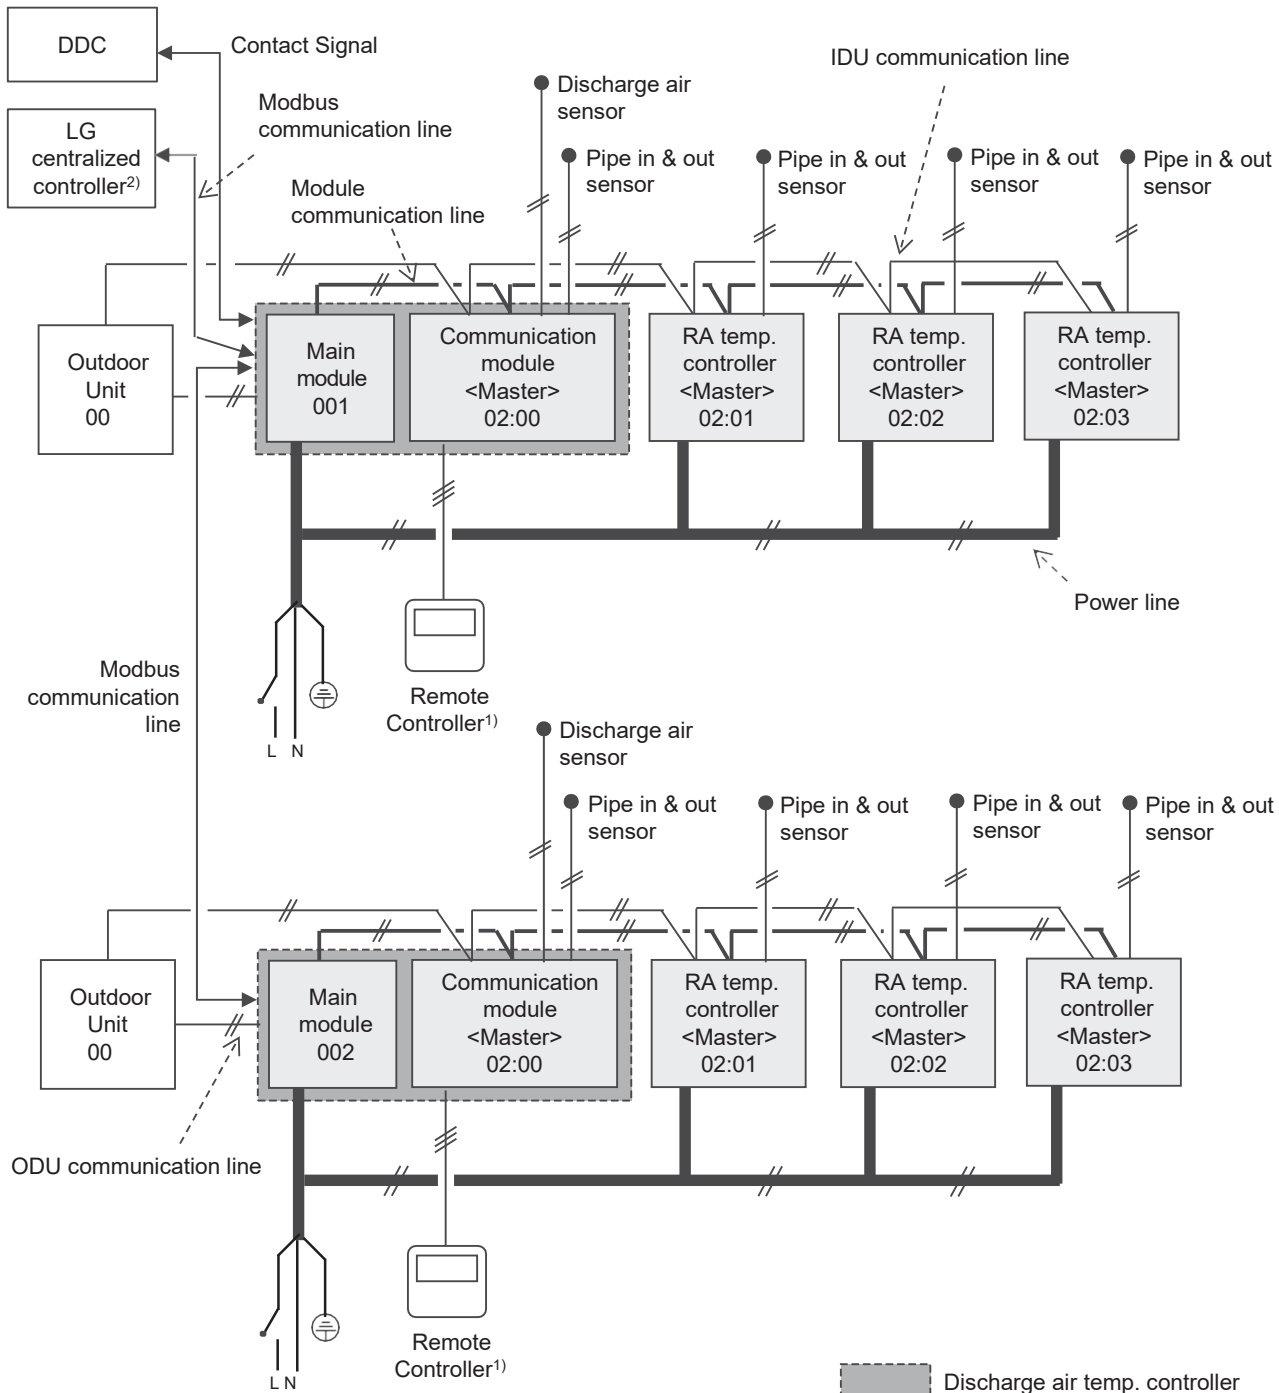 DDC
Contact Signal
IDU communication line
Discharge air
sensor
Modbus
communication line
LG
centralized
controller2)
Pipe in & out
sensor
Pipe in & out
sensor
Pipe in & out
sensor
Pipe in & out
sensor
Module
communication line
Outdoor
Unit
00
Main
module
001
Communication
module
<Master>
02:00
RA temp.
controller
<Master>
02:01
RA temp.
controller
<Master>
02:02
RA temp.
controller
<Master>
02:03
Power line
Modbus
communication
line
L N
Remote
Controller1)
Discharge air
sensor
Pipe in & out
sensor
Pipe in & out
sensor
Pipe in & out
sensor
Pipe in & out
sensor
Outdoor
Unit
00
Main
module
002
Communication
module
<Master>
02:00
RA temp.
controller
<Master>
02:01
RA temp.
controller
<Master>
02:02
RA temp.
controller
<Master>
02:03
ODU communication line
L N
Remote
Controller1)
Discharge air temp. controller